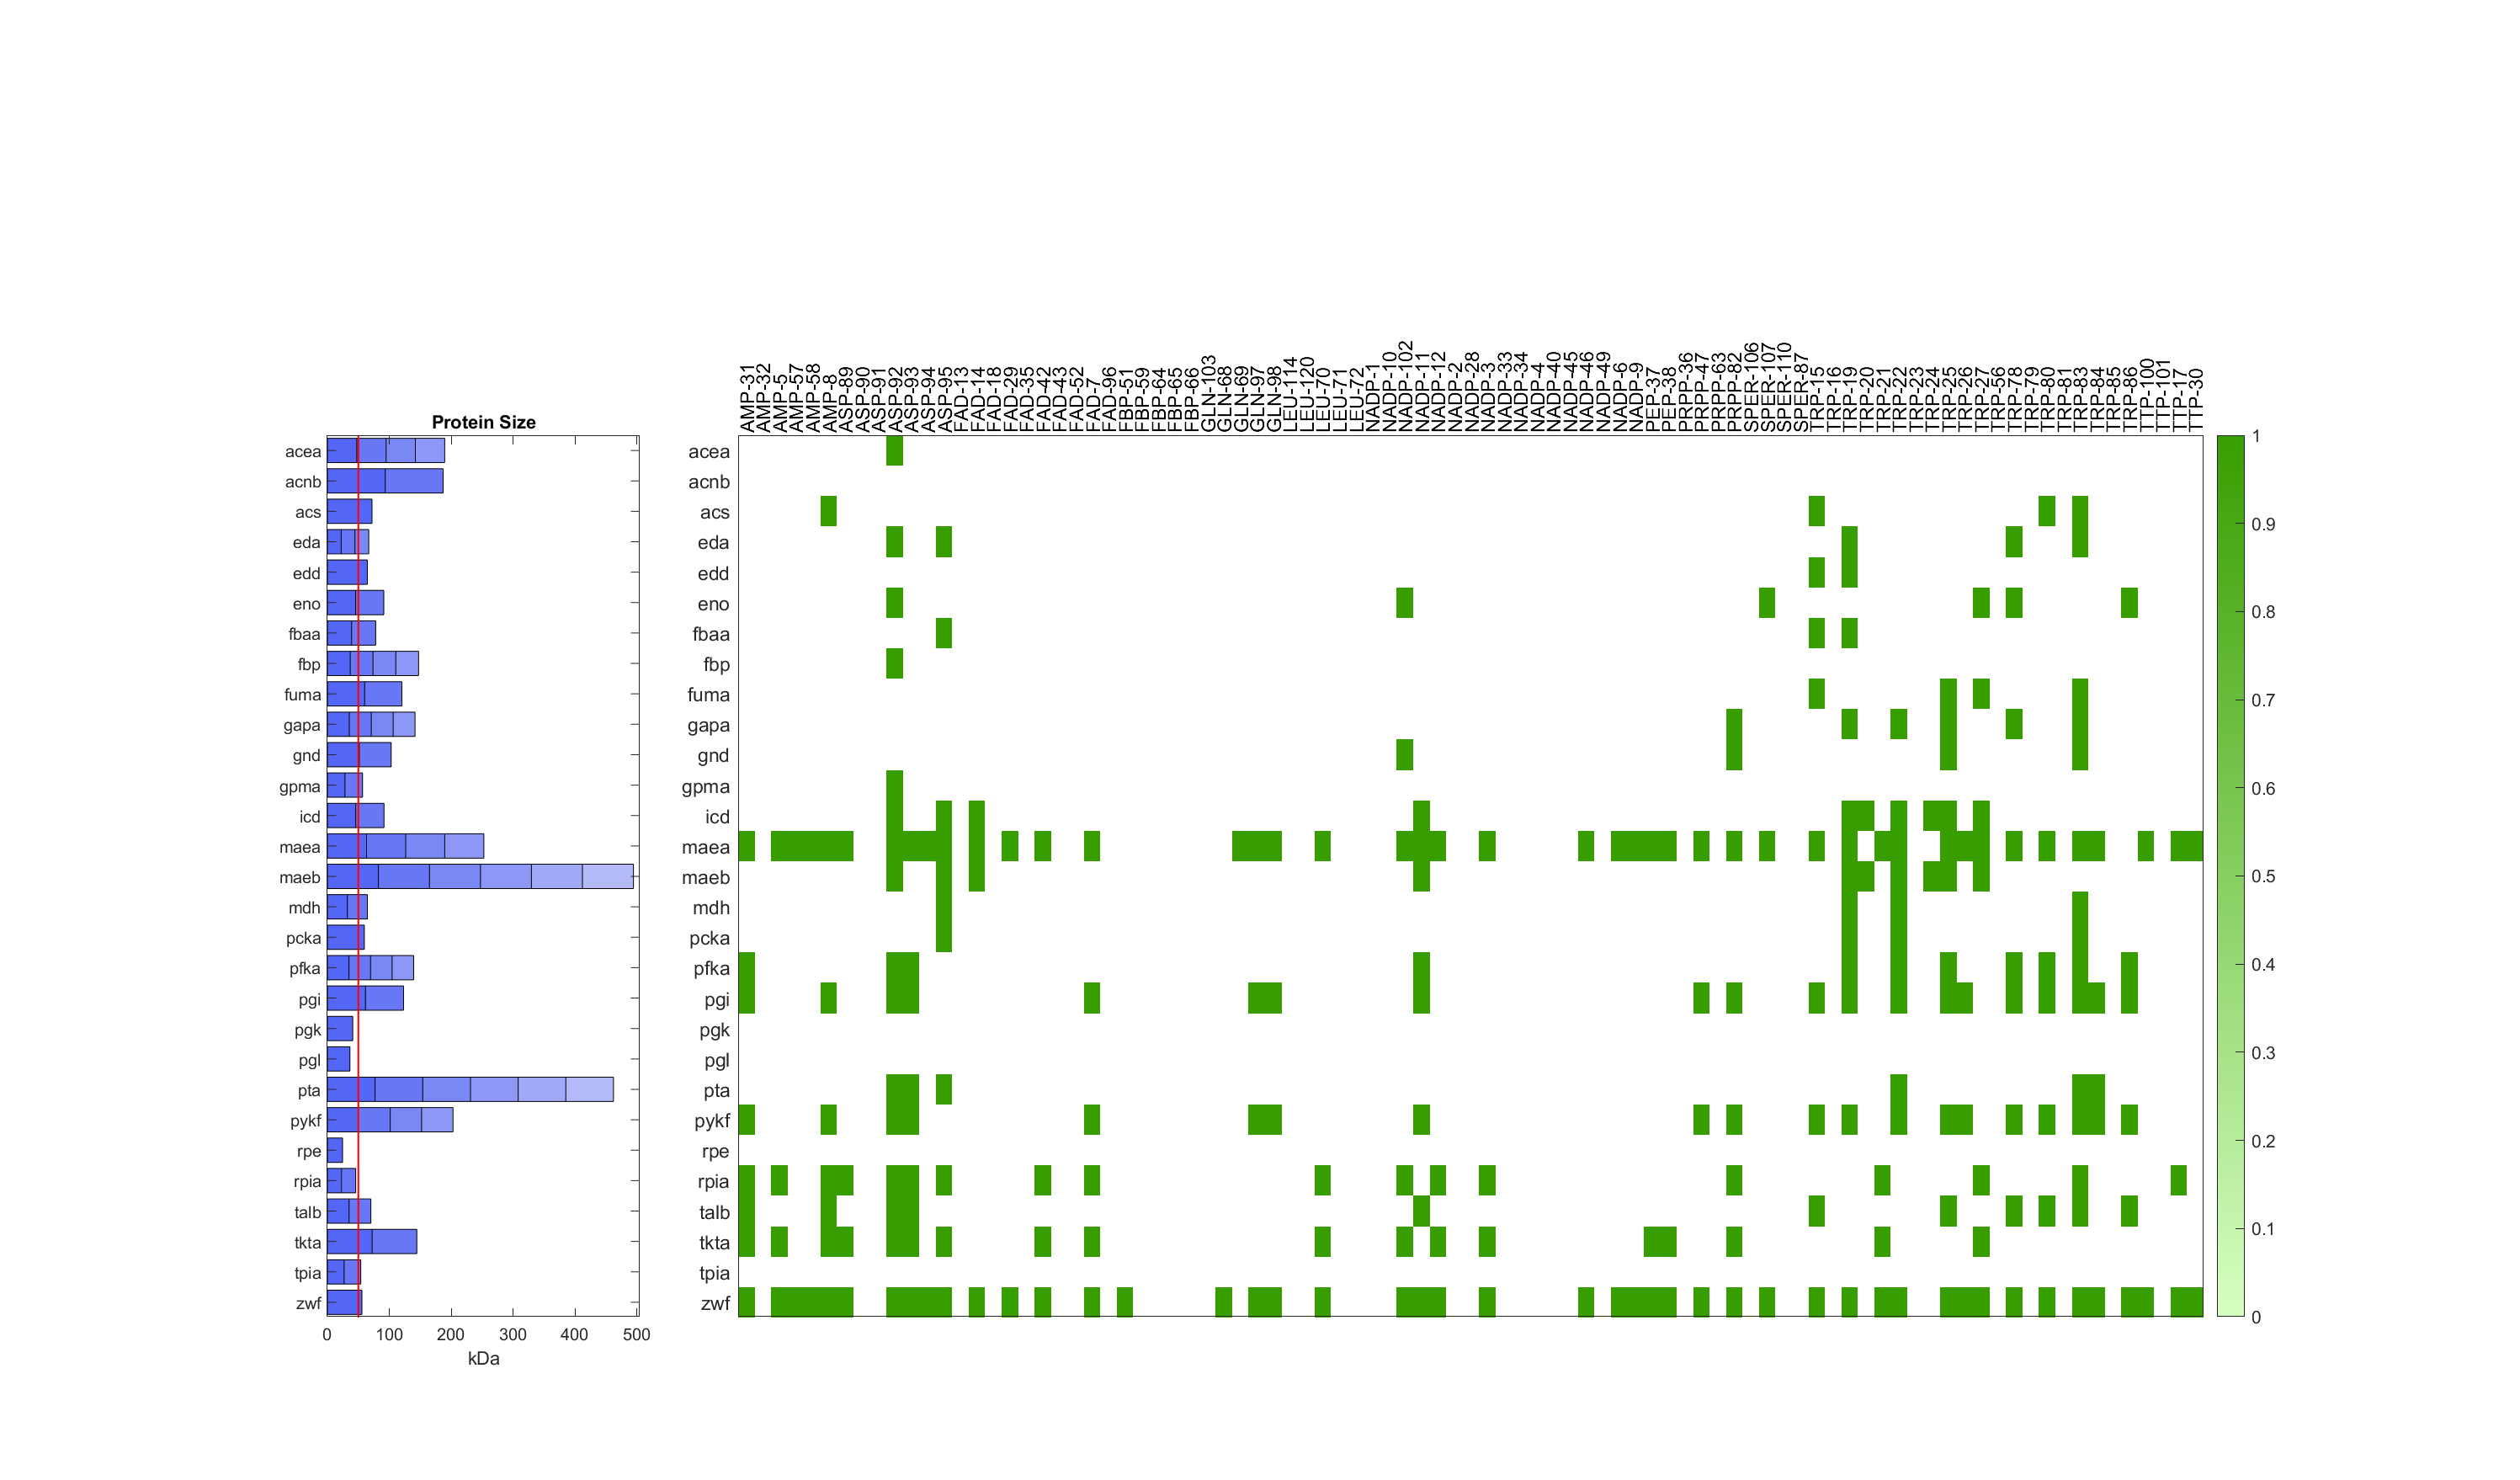 Protein Size
acea
acnb
acs
eda
edd
eno
fbaa
fbp
fuma
gapa
gnd
gpma
icd
maea
maeb
mdh
pcka
pfka
pgi
pgk
pgl
pta
pykf
rpe
rpia
talb
tkta
tpia
zwf
0 100 200 300 400 500
kDa
AMP-31
AMP-32
AMP-5
AMP-57
AMP-58
AMP-8
ASP-89
ASP-90
ASP-91
ASP-92
ASP-93
ASP-94
ASP-95
FAD-13
FAD-14
FAD-18
FAD-29
FAD-35
FAD-42
FAD-43
FAD-52
FAD-7
FAD-96
FBP-51
FBP-59
FBP-64
FBP-65
FBP-66
GLN-103
GLN-68
GLN-69
GLN-97
GLN-98
LEU-114
LEU-120
LEU-70
LEU-71
LEU-72
NADP-1
NADP-10
NADP-102
NADP-11
NADP-12
NADP-2
NADP-28
NADP-3
NADP-33
NADP-34
NADP-4
NADP-40
NADP-45
NADP-46
NADP-49
NADP-6
NADP-9
PEP-37
PEP-38
PRPP-36
PRPP-47
PRPP-63
PRPP-82
SPER-106
SPER-107
SPER-110
SPER-87
TRP-15
TRP-16
TRP-19
TRP-20
TRP-21
TRP-22
TRP-23
TRP-24
TRP-25
TRP-26
TRP-27
TRP-56
TRP-78
TRP-79
TRP-80
TRP-81
TRP-83
TRP-84
TRP-85
TRP-86
TTP-100
TTP-101
TTP-17
TTP-30
acea
acnb
acs
eda
edd
eno
fbaa
fbp
fuma
gapa
gnd
gpma
icd
maea
maeb
mdh
pcka
pfka
pgi
pgk
pgl
pta
pykf
rpe
rpia
talb
tkta
tpia
zwf
1
0.9
0.8
0.7
0.6
0.5
0.4
0.3
0.2
0.1
0